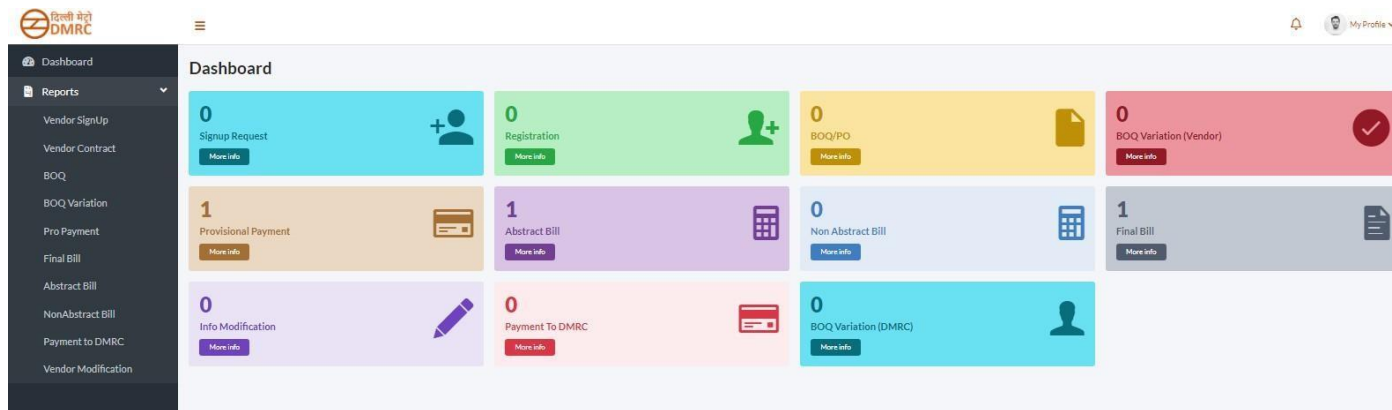 दिल्ली मेट्रो
DMRC
My Profile
Dashboard
Reports
Vendor SignUp
Vendor Contract
BOQ
BOQ Variation
Pro Payment
Final Bill
Abstract Bill
NonAbstract Bill
Payment to DMRC
Vendor Modification
Dashboard
0
Signup Request
More info
0
Registration
More info
0
BOQ/PO
More info
0
BOQ Variation (Vendor)
More info
1
Provisional Payment
More info
1
Abstract Bill
More info
0
Non Abstract Bill
More info
1
Final Bill
More info
0
Info Modification
More info
0
Payment To DMRC
More info
0
BOQ Variation (DMRC)
More info